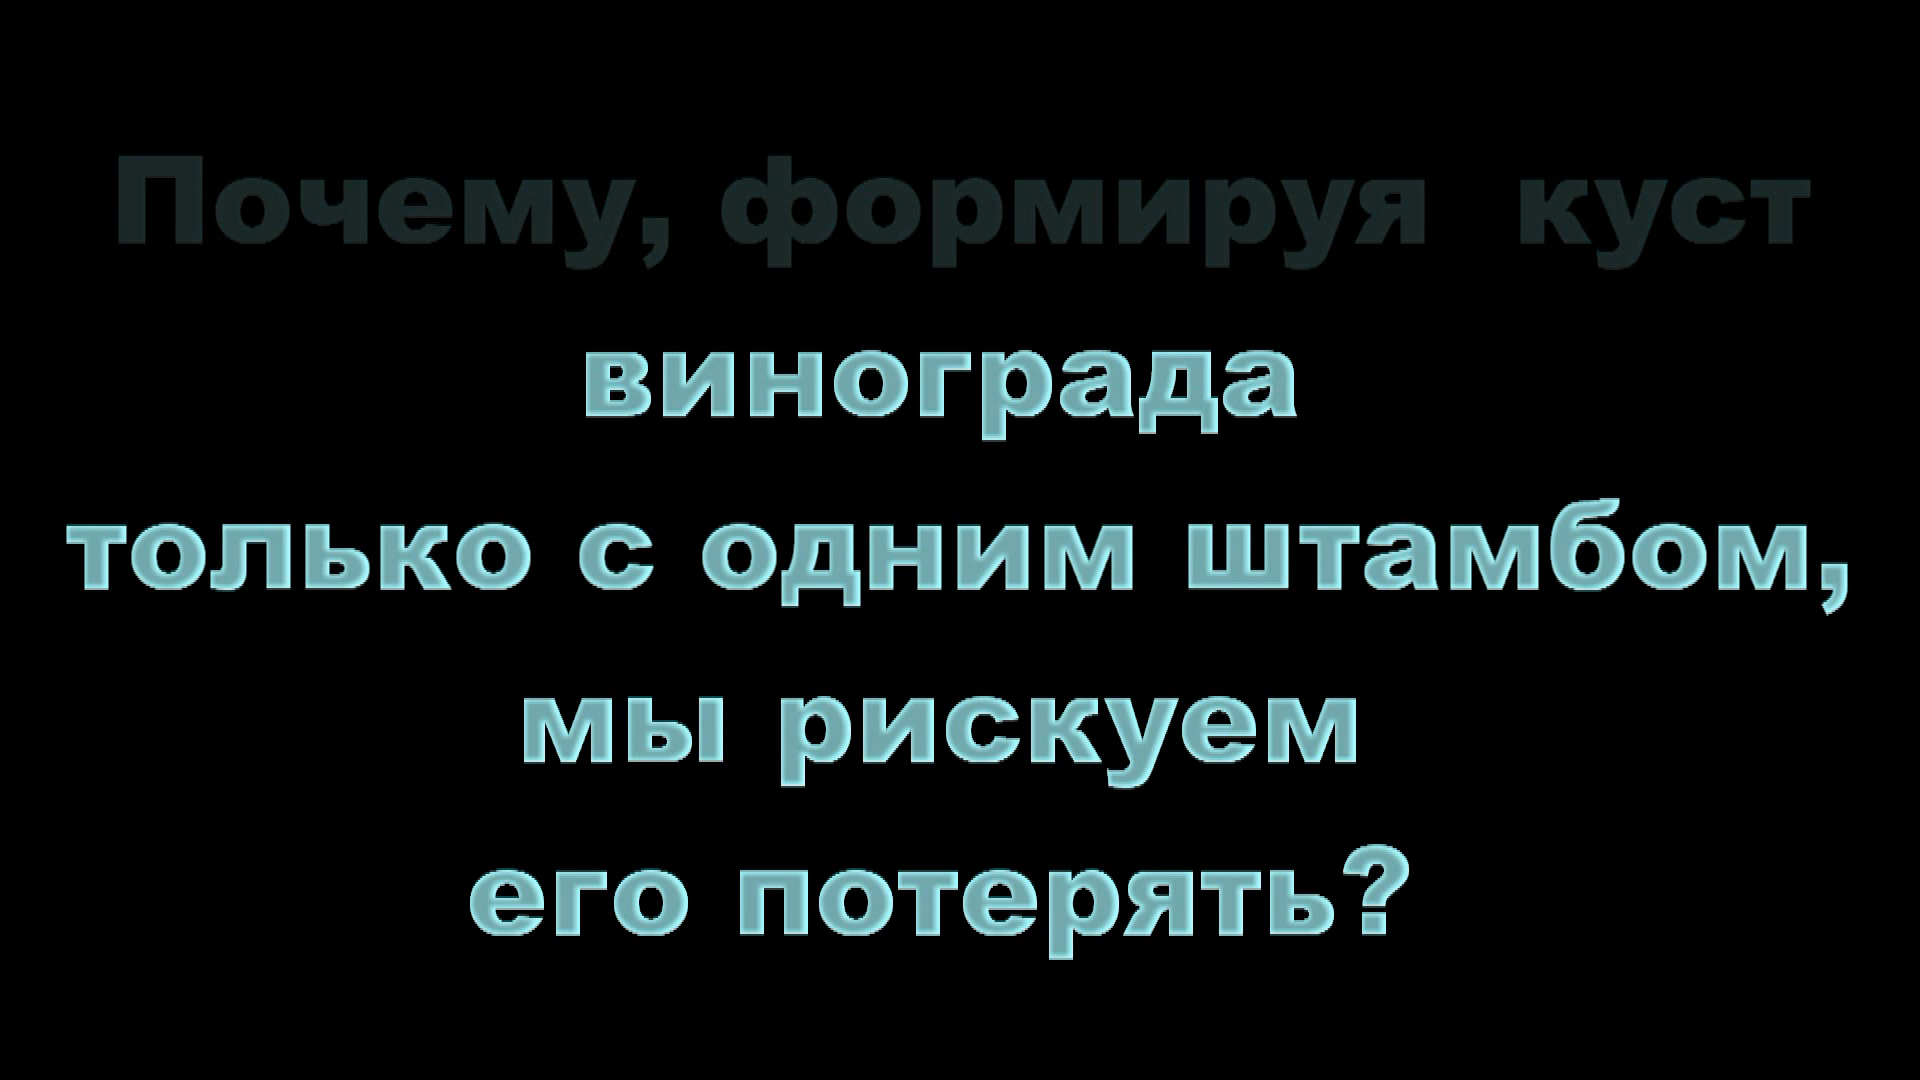 Почему, формируя куст
винограда
только с одним штамбом,
мы рискуем
его потерять?